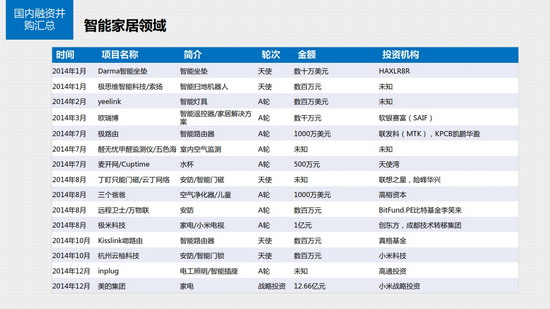 国内融资并
购汇总
智能家居领域
时间 项目名称 简介 轮次 金额 投资机构
2014年1月 Darma智能坐垫 智能坐垫 天使 数十万美元 HAXLR8R
2014年1月 极思维智能科技/索扬 智能扫地机器人 天使 数百万元 未知
2014年2月 yeelink 智能灯具 A轮 数百万美元 未知
2014年3月 欧瑞博 智能遥控器/家居解决方案 A轮 数千万元 软银赛富（SAIF）
2014年7月 极路由 智能路由器 A轮 1000万美元 联发科（MTK），KPCB凯鹏华盈
2014年7月 醛无忧甲醛监测仪/五色海 室内空气监测 A轮 未知 未知
2014年7月 麦开网/Cuptime 水杯 A轮 500万元 天使湾
2014年8月 丁盯只能门磁/云丁网络 安防/智能门磁 天使 未知 联想之星，险峰华兴
2014年8月 三个爸爸 空气净化器/儿童 A轮 1000万美元 高榕资本
2014年8月 远程卫士/万物联 安防 A轮 数百万元 BitFund.PE比特基金李笑来
2014年8月 极米科技 家电/小米电视 A轮 1亿元 创东方，成都技术转移集团
2014年10月 Kisslink吻路由 智能路由器 天使 数百万元 真格基金
2014年10月 杭州云柚科技 安防/智能门锁 天使 数百万元 小米科技
2014年12月 inplug 电工照明/智能插座 A轮 未知 高通投资
2014年12月 美的集团 家电 战略投资 12.66亿元 小米战略投资